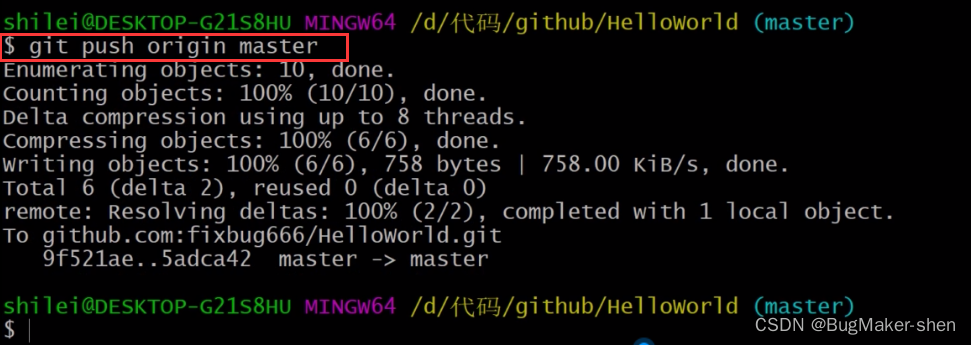 shilei@DESKTOP-G21S8HU MINGW64 /d/代码/github/HelloWorld (master)
$ git push origin master
Enumerating objects: 10, done.
Counting objects: 100% (10/10), done.
Delta compression using up to 8 threads.
Compressing objects: 100% (6/6), done.
Writing objects: 100% (6/6), 758 bytes | 758.00 KiB/s, done.
Total 6 (delta 2), reused 0 (delta 0)
remote: Resolving deltas: 100% (2/2), completed with 1 local object.
To github.com:fixbug666/HelloWorld.git
   9f521ae..5adca42  master -> master
shilei@DESKTOP-G21S8HU MINGW64 /d/代码/github/HelloWorld (master)
$
CSDN @BugMaker-shen